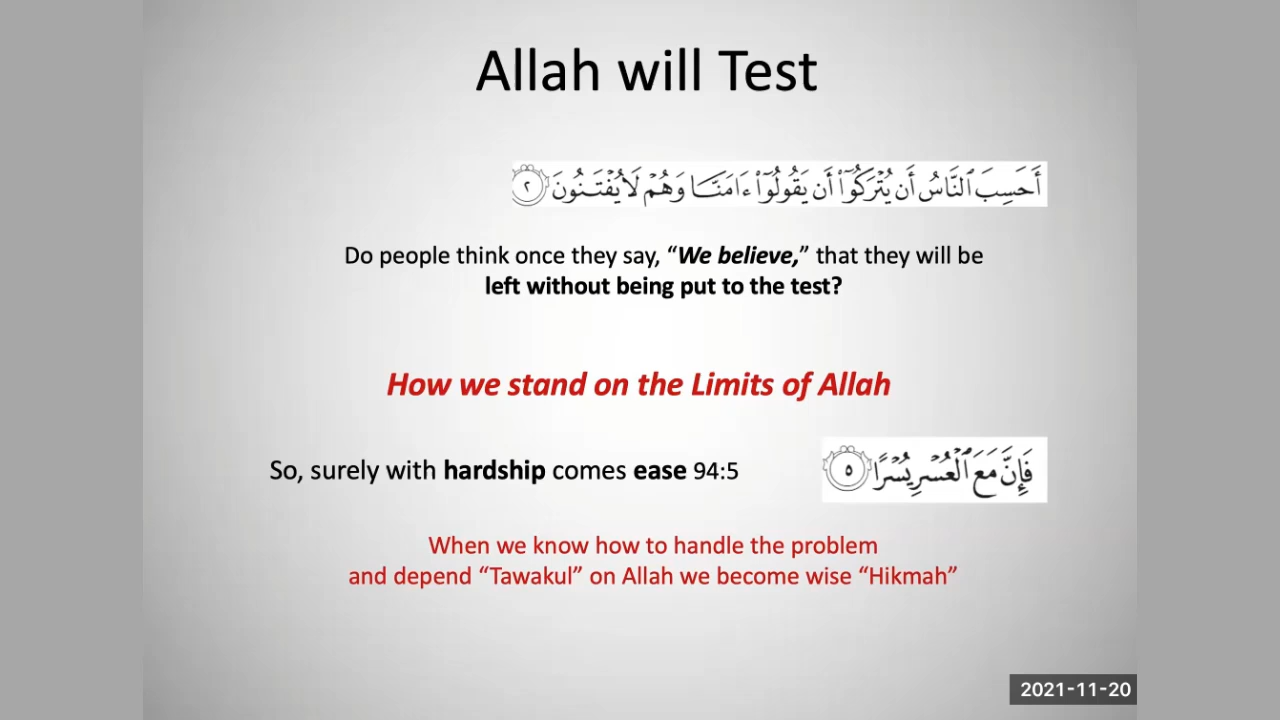 Allah will Test
أَحَسِبَ ٱلنَّاسُ أَن يُتْرَكُوٓا۟ أَن يَقُولُوٓا۟ ءَامَنَّا وَهُمْ لَا يُفْتَنُونَ ٢
Do people think once they say, “We believe,” that they will be
left without being put to the test?
How we stand on the Limits of Allah
So, surely with hardship comes ease 94:5
فَإِنَّ مَعَ ٱلْعُسْرِ يُسْرًا ٥
When we know how to handle the problem
and depend “Tawakul” on Allah we become wise “Hikmah”
2021-11-20